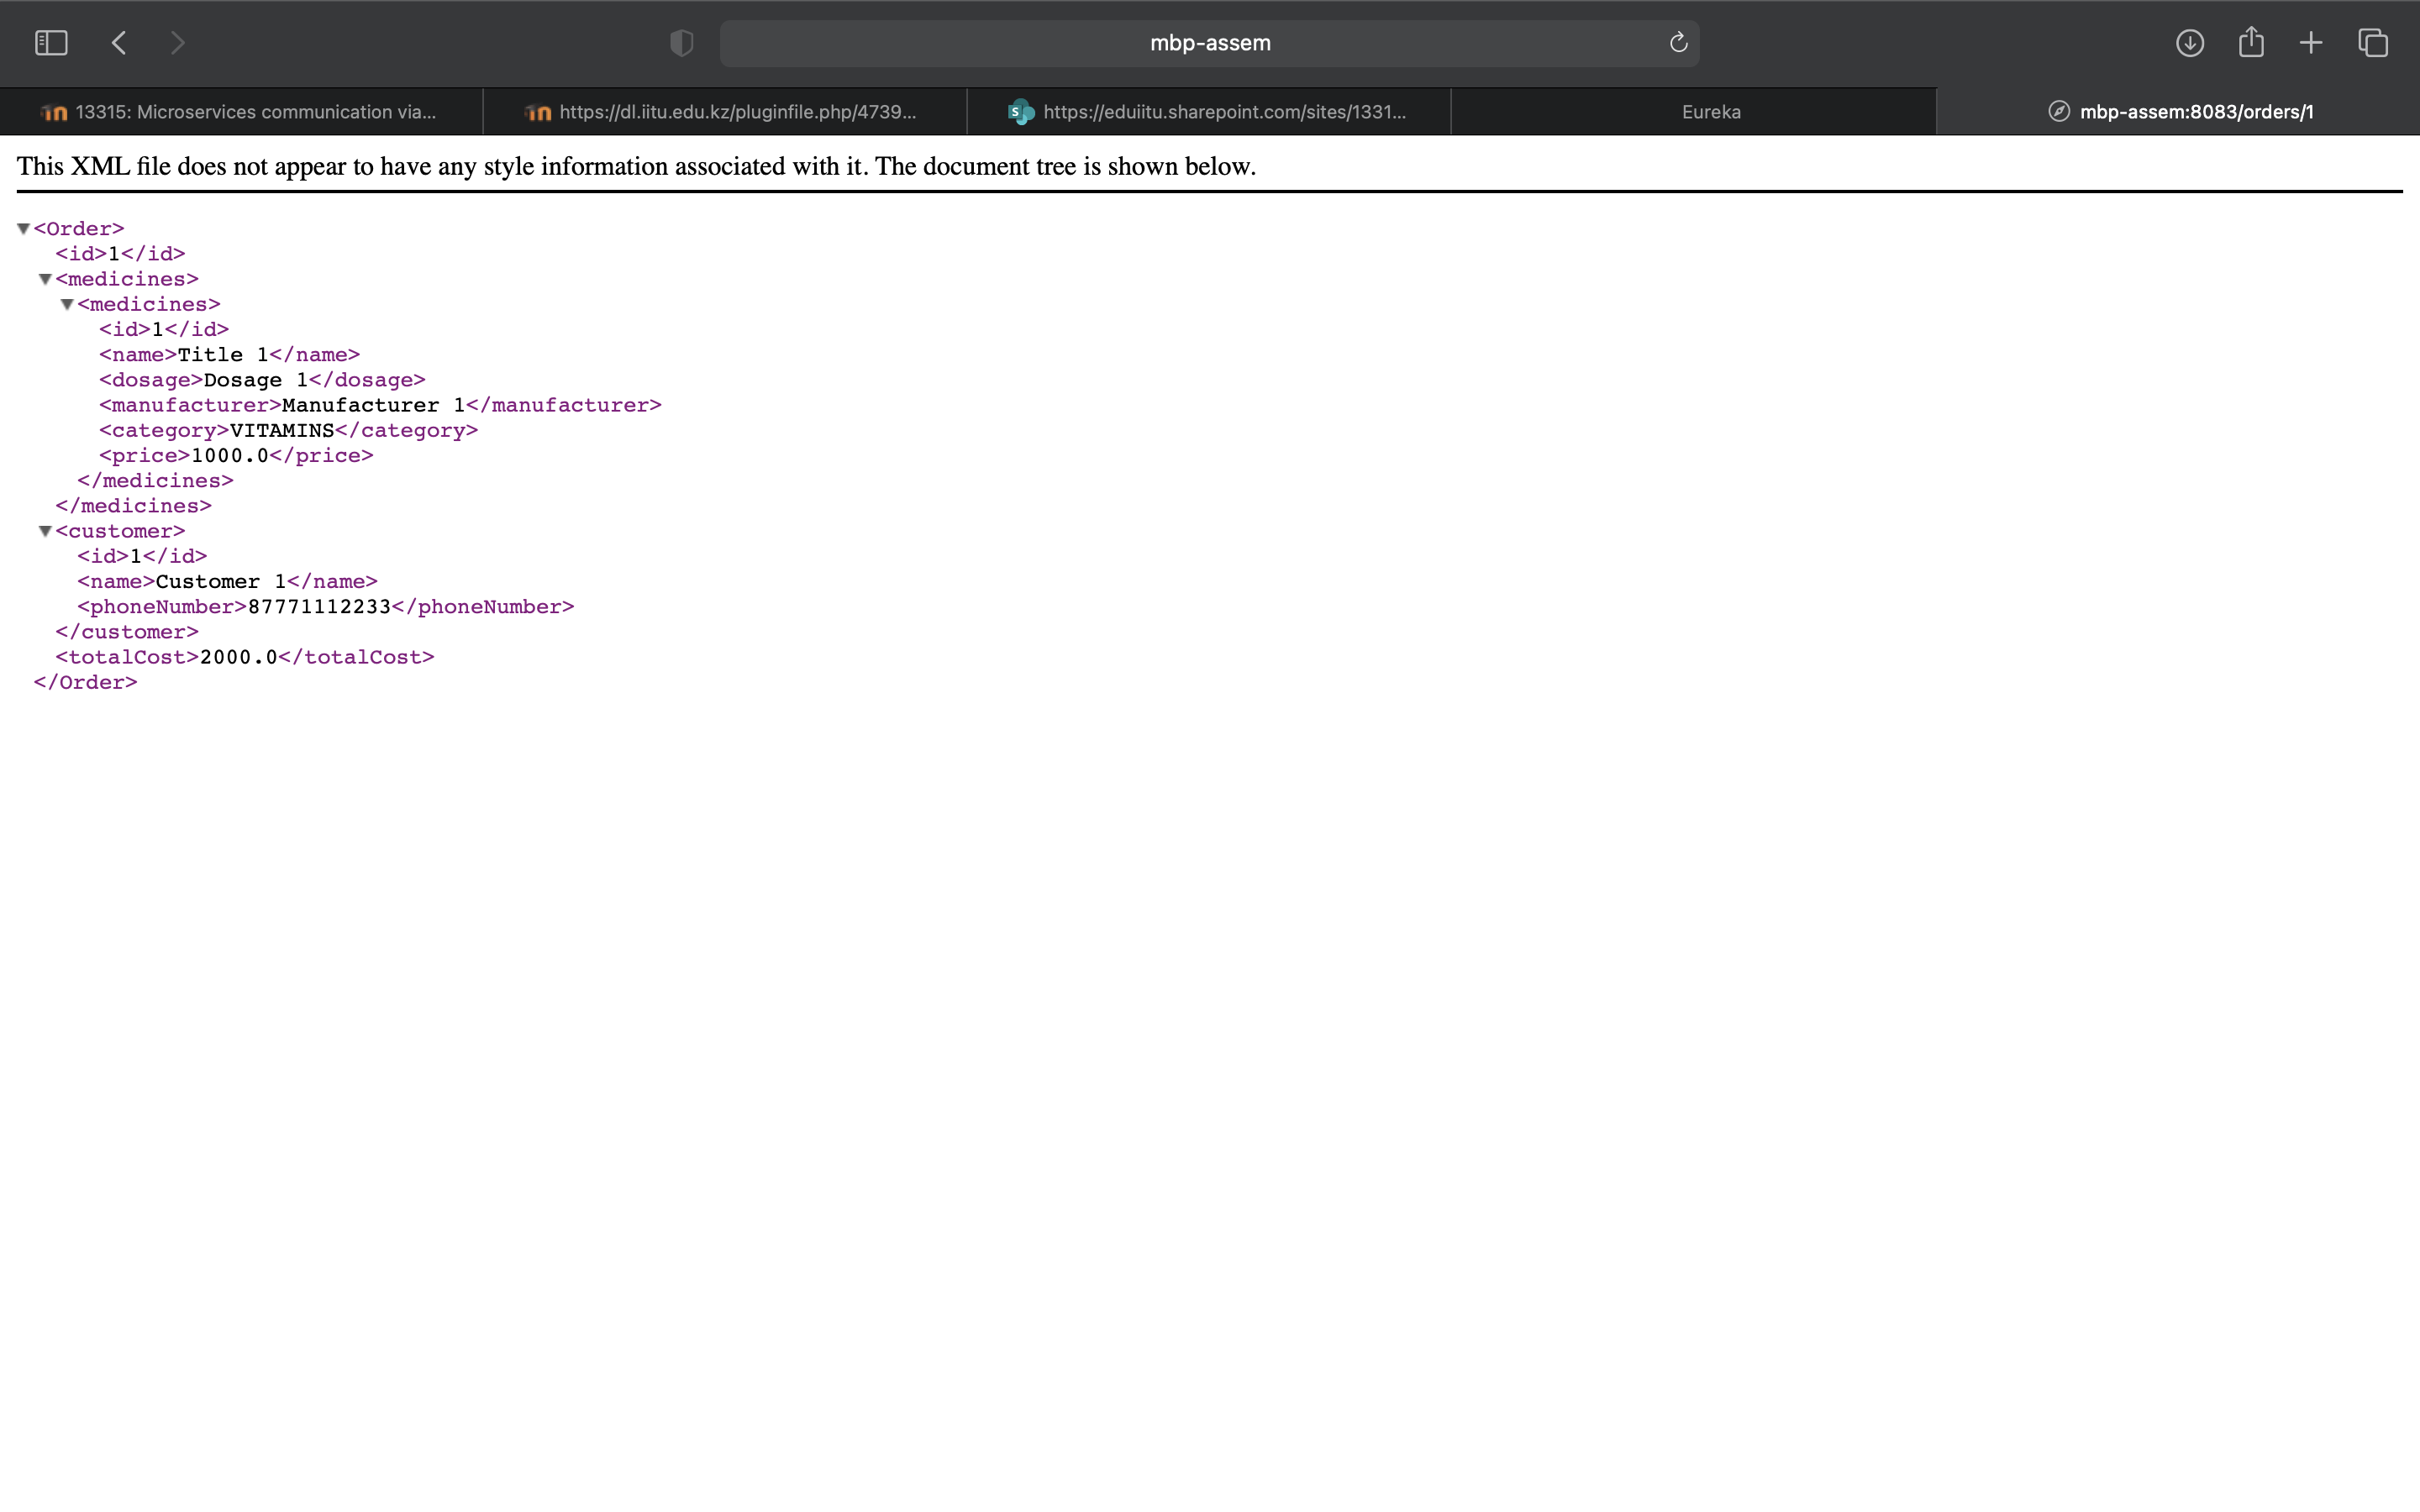 mbp-assem
13315: Microservices communication via...
https://dl.iitu.edu.kz/pluginfile.php/4739...
https://eduiitu.sharepoint.com/sites/1331...
Eureka
mbp-assem:8083/orders/1
This XML file does not appear to have any style information associated with it. The document tree is shown below.
▼<Order>
<id>1</id>
▼<medicines>
▼<medicines>
<id>1</id>
<name>Title 1</name>
<dosage>Dosage 1</dosage>
<manufacturer>Manufacturer 1</manufacturer>
<category>VITAMINS</category>
<price>1000.0</price>
</medicines>
</medicines>
▼<customer>
<id>1</id>
<name>Customer 1</name>
<phoneNumber>87771112233</phoneNumber>
</customer>
<totalCost>2000.0</totalCost>
</Order>